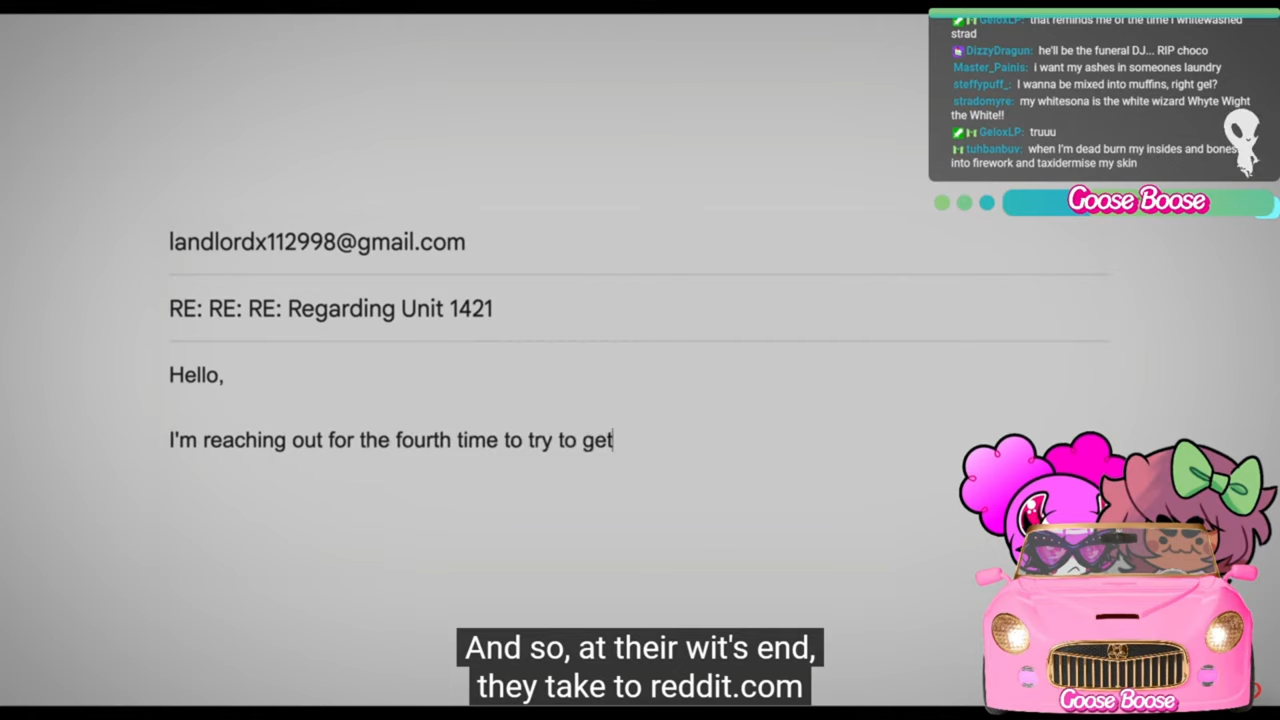 GeloxLP: that reminds me of the time I whitewashed
strad
DizzyDragun: he'll be the funeral DJ... RIP choco
Master_Painis: i want my ashes in someones laundry
steffypuff_: I wanna be mixed into muffins, right gel?
stradomyre: my whitesona is the white wizard Whyte Wight
the White!!
GeloxLP: truuu
tuhbanbuv: when I'm dead burn my insides and bones
into firework and taxidermise my skin
Goose Boose
landlordx112998@gmail.com
RE: RE: RE: Regarding Unit 1421
Hello,
I'm reaching out for the fourth time to try to get
And so, at their wit's end,
they take to reddit.com
Goose Boose